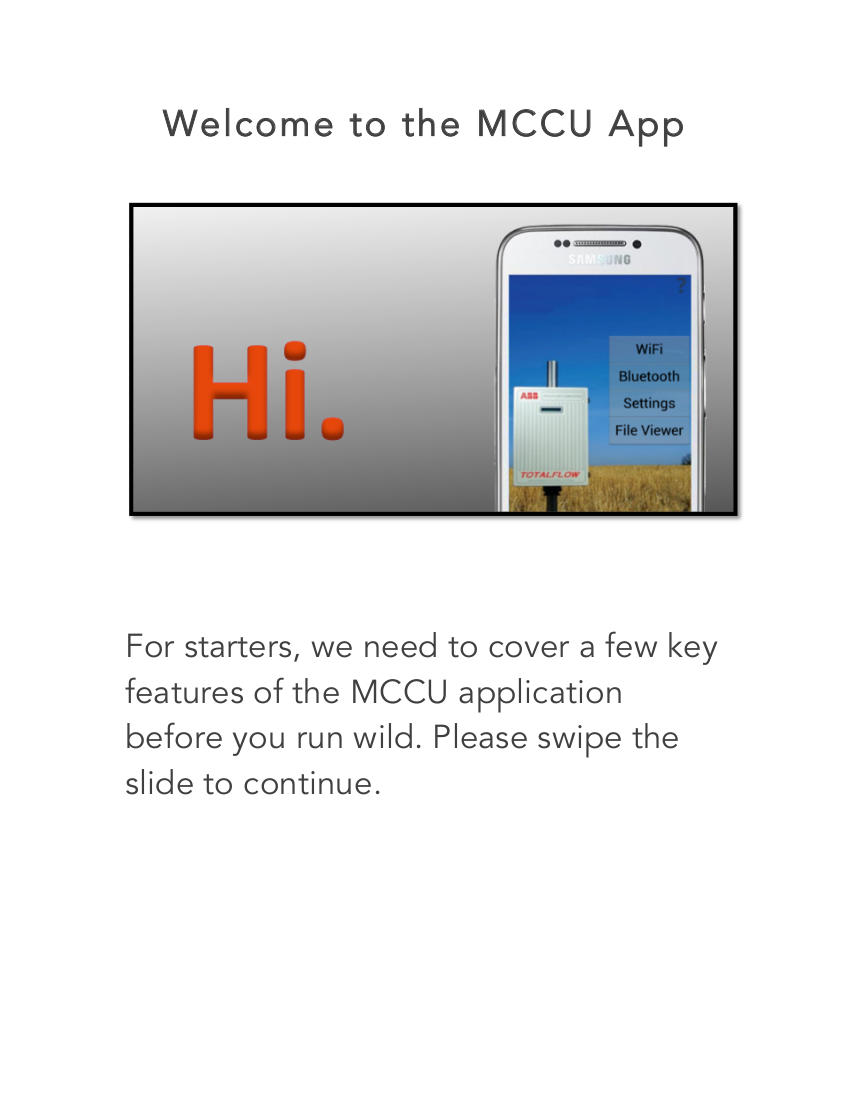 Welcome to the MCCU App
SAMSUNG
?
Hi.
WiFi
Bluetooth
Settings
File Viewer
ABB
TOTALFLOW
For starters, we need to cover a few key
features of the MCCU application
before you run wild. Please swipe the
slide to continue.